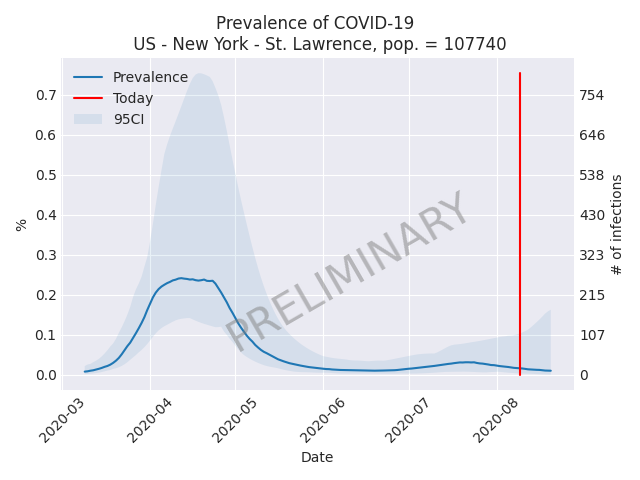 Prevalence of COVID-19
US - New York - St. Lawrence, pop. = 107740
Prevalence
Today
95CI
0.7
0.6
0.5
0.4
0.3
0.2
0.1
0.0
%
754
646
538
430
323
215
107
0
# of infections
PRELIMINARY
2020-03
2020-04
2020-05
2020-06
2020-07
2020-08
Date